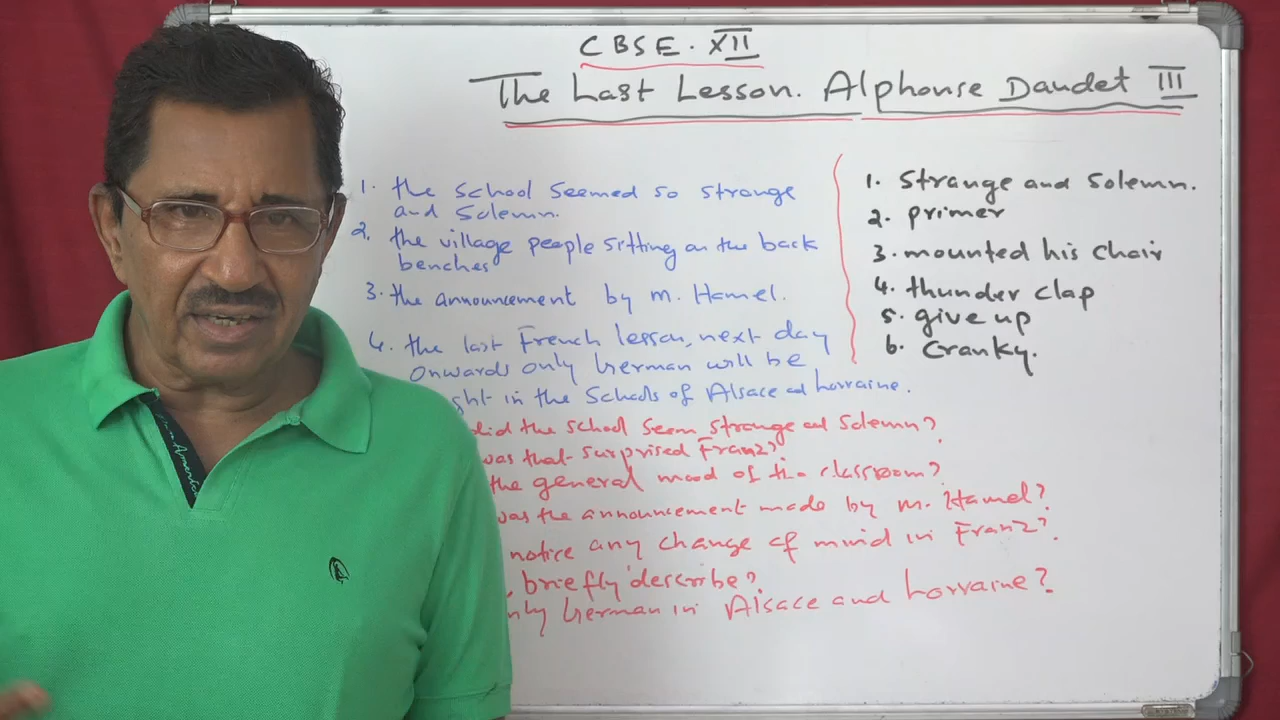 CBSE. XII
The Last Lesson. Alphonse Daudet III
1. the school seemed so strange
and Solemn.
2. the village people sitting on the back
benches
3. the announcement by M. Hamel.
4. the last French lesson, next day
onwards only German will be
ght in the Schools of Alsace and Lorraine.
did the school seem strange and Solemn?
was that surprised Franz?
the general mood of the classroom?
was the announcement made by M. Hamel?
notice any change of mind in Franz?
briefly describe?
nly German in Alsace and Lorraine?
1. Strange and Solemn.
2. primer
3. mounted his chair
4. thunder clap
5. give up
6. Cranky.